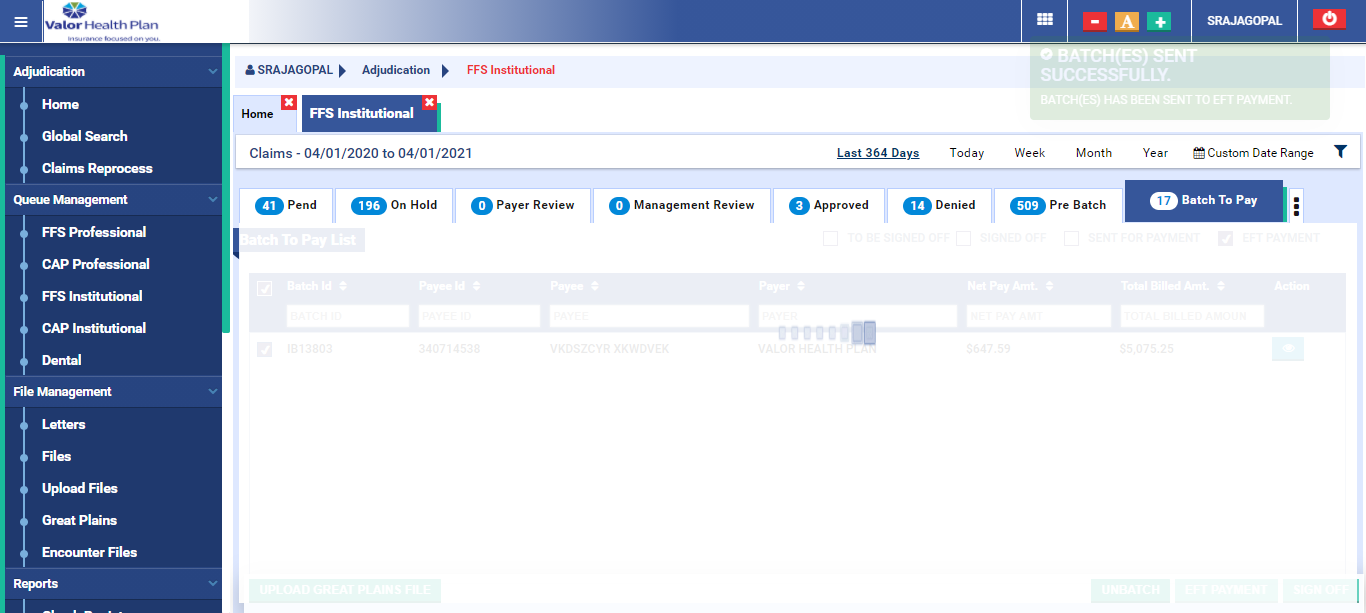 Valor Health Plan
Insurance focused on you.
A
SRAJAGOPAL
Adjudication
Home
Global Search
Claims Reprocess
Queue Management
FFS Professional
CAP Professional
FFS Institutional
CAP Institutional
Dental
File Management
Letters
Files
Upload Files
Great Plains
Encounter Files
Reports
SRAJAGOPAL Adjudication FFS Institutional
BATCH(ES) SENT
SUCCESSFULLY.
BATCH(ES) HAS BEEN SENT TO EFT PAYMENT.
Home FFS Institutional
Claims - 04/01/2020 to 04/01/2021 Last 364 Days Today Week Month Year Custom Date Range
41 Pend 196 On Hold 0 Payer Review 0 Management Review 3 Approved 14 Denied 509 Pre Batch 17 Batch To Pay
Batch To Pay List TO BE SIGNED OFF SIGNED OFF SENT FOR PAYMENT EFT PAYMENT
Batch Id Payee Id Payee Payer Net Pay Amt. Total Billed Amt. Action
BATCH ID PAYEE ID PAYEE PAYER NET PAY AMT TOTAL BILLED AMOUN
IB13803 340714538 VKDSZCYR XKWDVEK VALOR HEALTH PLAN $647.59 $5,075.25
UPLOAD GREAT PLAINS FILE UNBATCH EFT PAYMENT SIGN OFF